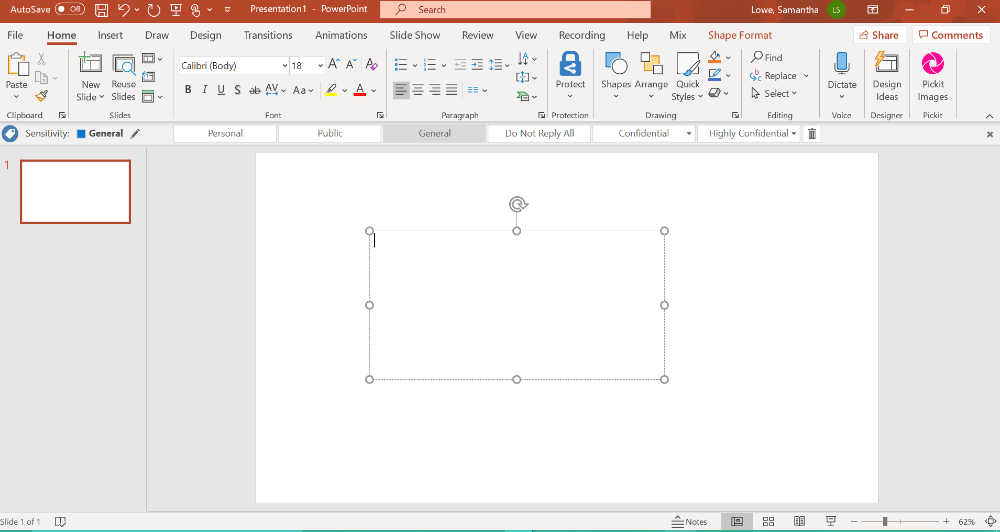 AutoSave Off Presentation1 - PowerPoint Search Lowe, Samantha LS
File Home Insert Draw Design Transitions Animations Slide Show Review View Recording Help Mix Shape Format Share Comments
Paste
New Slide
Reuse Slides
Calibri (Body) 18
B I U S ab AV Aa A
Protect
Shapes
Arrange
Quick Styles
Find
Replace
Select
Dictate
Design Ideas
Pickit Images
Clipboard Slides Font Paragraph Protection Drawing Editing Voice Designer Pickit
Sensitivity: General Personal Public General Do Not Reply All Confidential Highly Confidential
1
Slide 1 of 1 Notes 62%